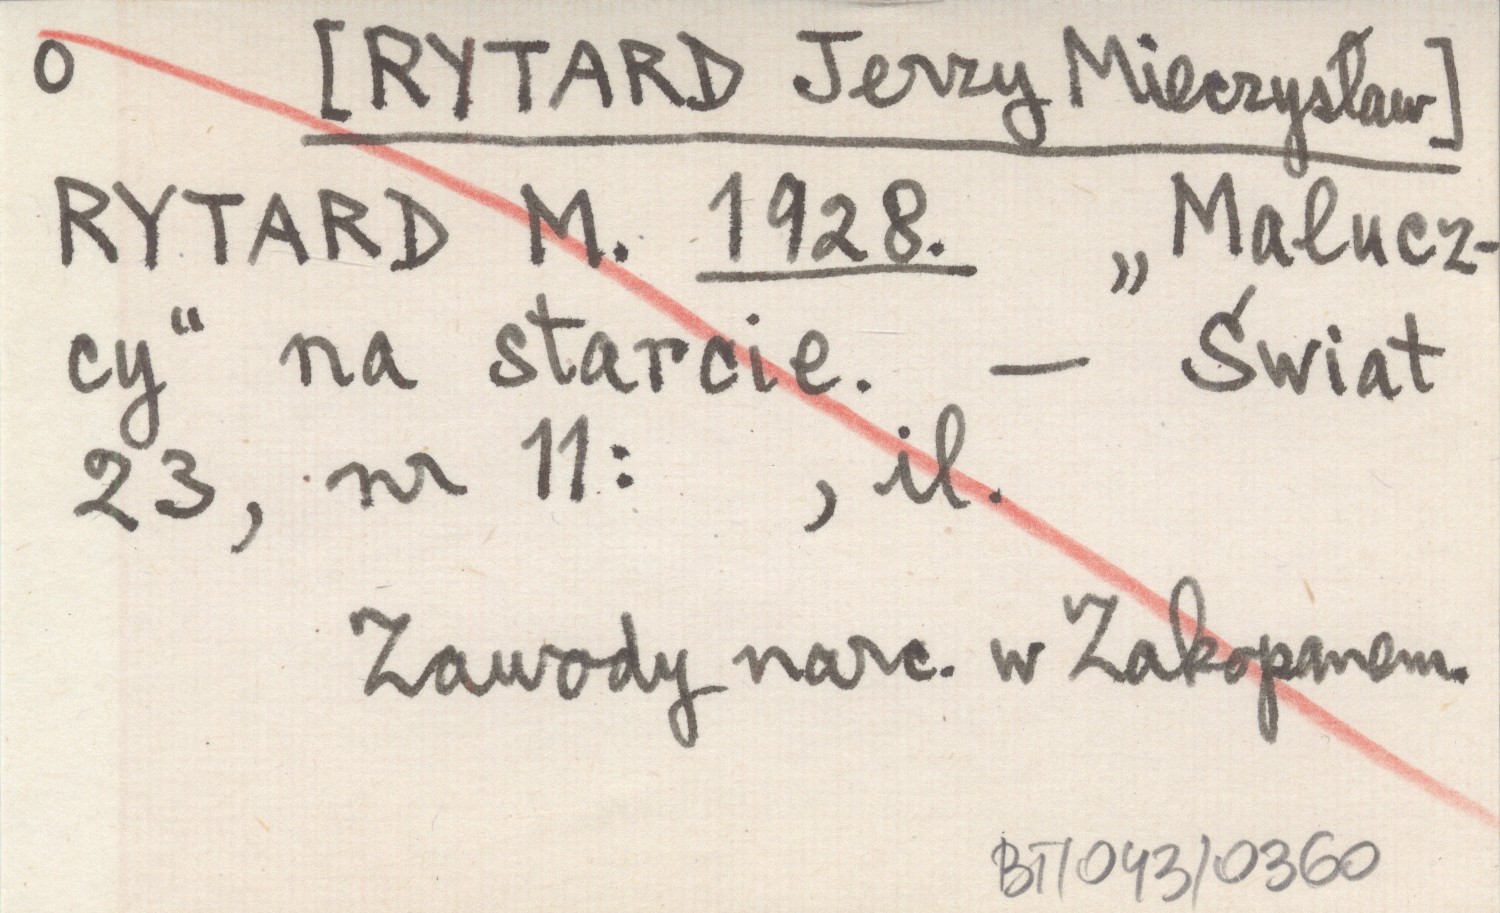 o [RYTARD Jerzy Mieczysław]
RYTARD M. 1928. „Malucz-
cy“ na starcie. — Świat
23, nr 11: , il.
Zawody narc. w Zakopanem.
BT/043/0360